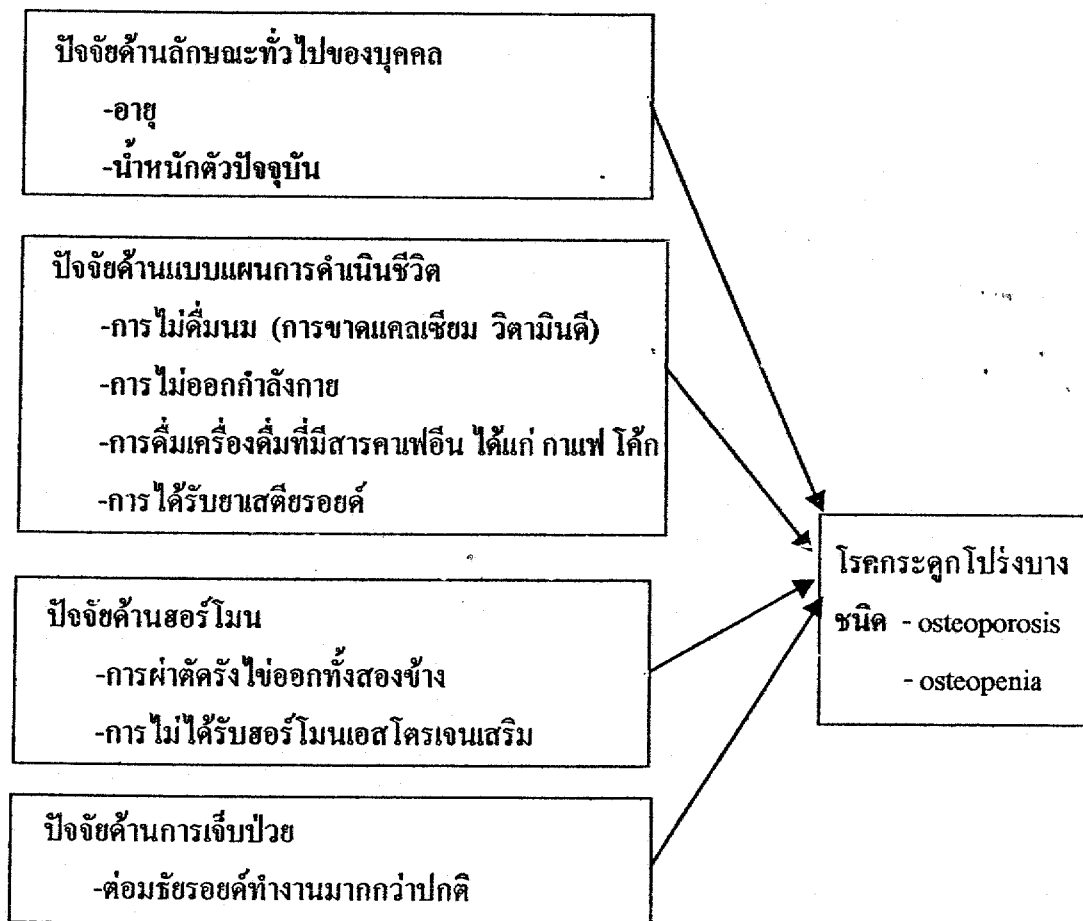 ปัจจัยด้านลักษณะทั่วไปของบุคคล
-อายุ
-น้ำหนักตัวปัจจุบัน
ปัจจัยด้านแบบแผนการดำเนินชีวิต
-การไม่ดื่มนม (การขาดแคลเซียม วิตามินดี)
-การไม่ออกกำลังกาย
-การดื่มเครื่องดื่มที่มีสารคาเฟอีน ได้แก่ กาแฟ โค้ก
-การได้รับยาเสตียรอยด์
ปัจจัยด้านฮอร์โมน
-การผ่าตัดรังไข่ออกทั้งสองข้าง
-การไม่ได้รับฮอร์โมนเอสโตรเจนเสริม
ปัจจัยด้านการเจ็บป่วย
-ต่อมธัยรอยด์ทำงานมากกว่าปกติ
โรคกระดูกโปร่งบาง
ชนิด - osteoporosis
- osteopenia